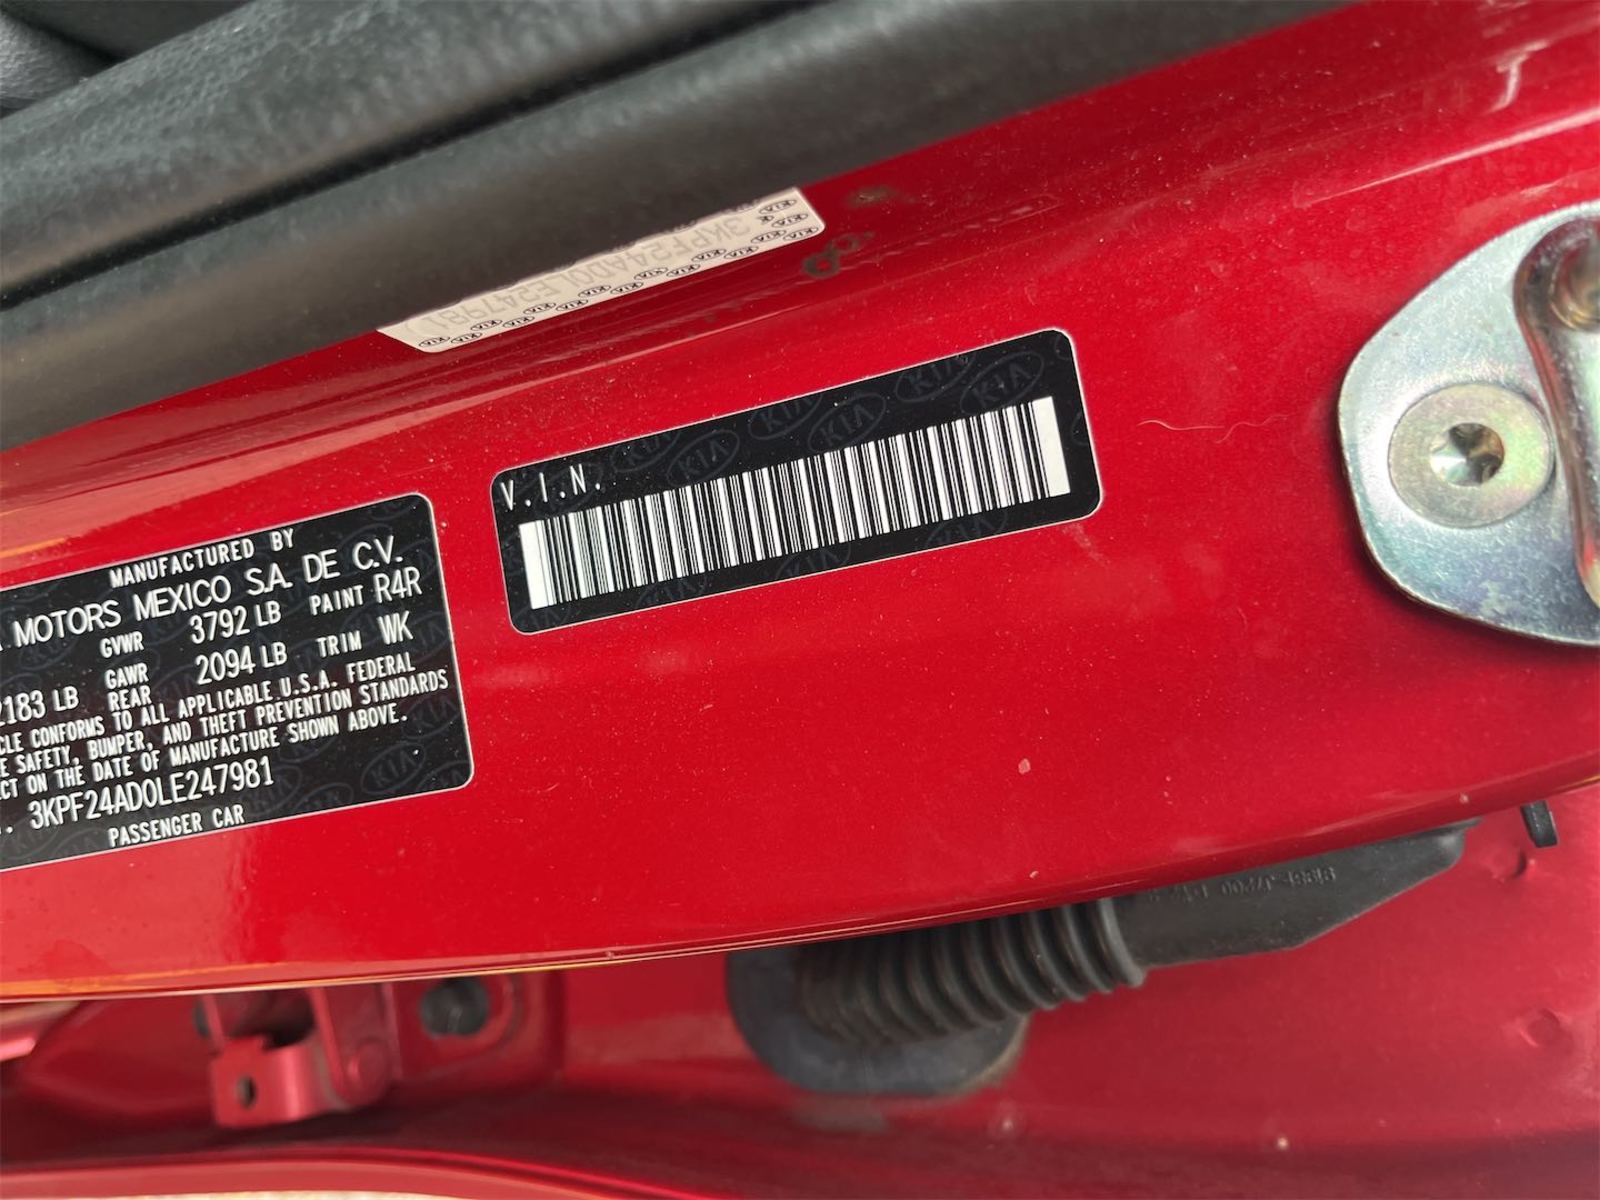 3KPF24AD0LE247981
V.I.N.
MANUFACTURED BY
MOTORS MEXICO S.A. DE C.V.
GVWR 3792 LB PAINT R4R
2183 LB GAWR REAR 2094 LB TRIM WK
CONFORMS TO ALL APPLICABLE U.S.A. FEDERAL
SAFETY, BUMPER, AND THEFT PREVENTION STANDARDS
ON THE DATE OF MANUFACTURE SHOWN ABOVE.
3KPF24AD0LE247981
PASSENGER CAR
KIA